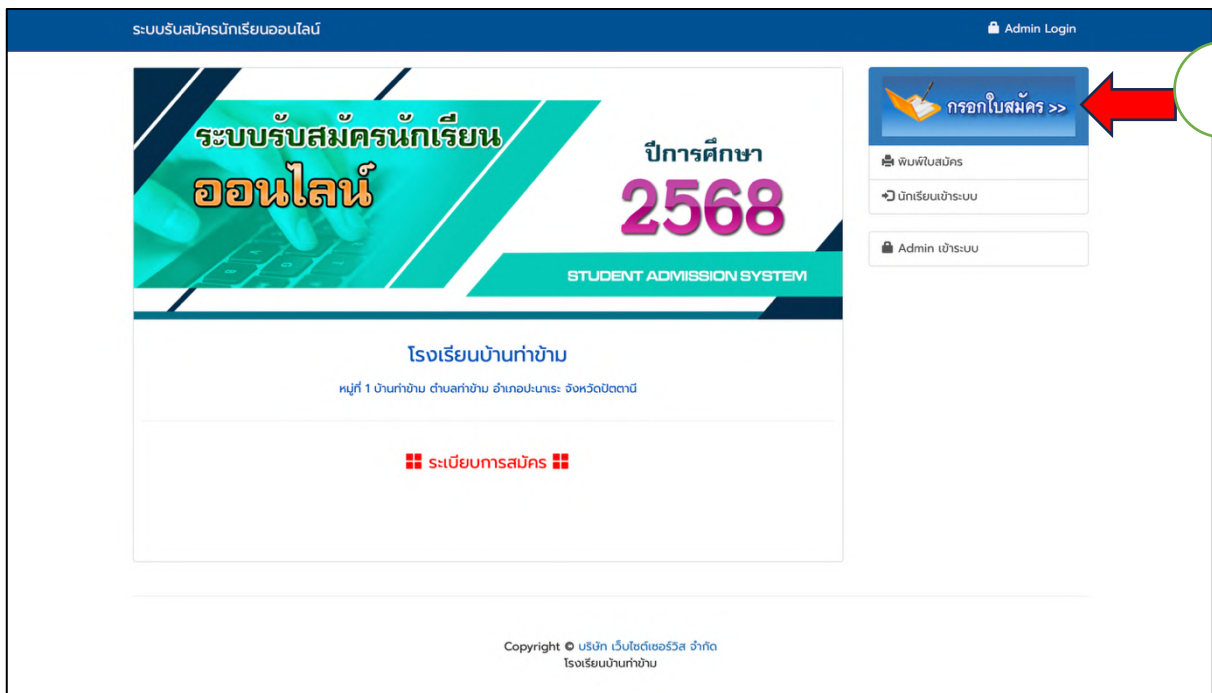 ระบบรับสมัครนักเรียนออนไลน์
Admin Login
ระบบรับสมัครนักเรียน
ออนไลน์
ปีการศึกษา
2568
STUDENT ADMISSION SYSTEM
กรอกใบสมัคร >>
พิมพ์ใบสมัคร
นักเรียนเข้าระบบ
Admin เข้าระบบ
โรงเรียนบ้านท่าข้าม
หมู่ที่ 1 บ้านท่าข้าม ตำบลท่าข้าม อำเภอปะนาเระ จังหวัดปัตตานี
ระเบียบการสมัคร
Copyright © บริษัท เว็บไซต์เซอร์วิส จำกัด
โรงเรียนบ้านท่าข้าม